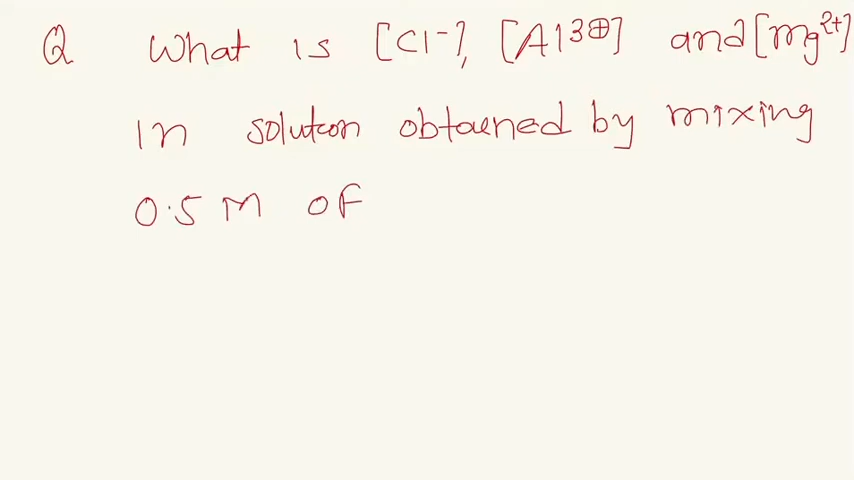 Q What is [Cl⁻], [Al3⊕] and [mg²⁺]
in solution obtained by mixing
0.5 M of